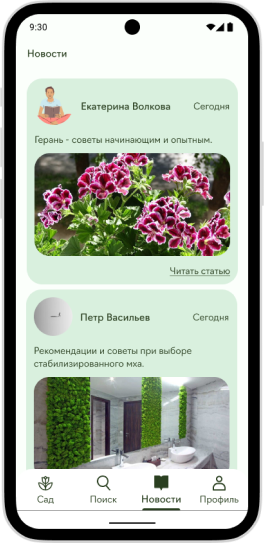 9:30
Новости
Екатерина Волкова
Сегодня
Герань - советы начинающим и опытным.
Читать статью
Петр Васильев
Сегодня
Рекомендации и советы при выборе
стабилизированного мха.
Сад
Поиск
Новости
Профиль